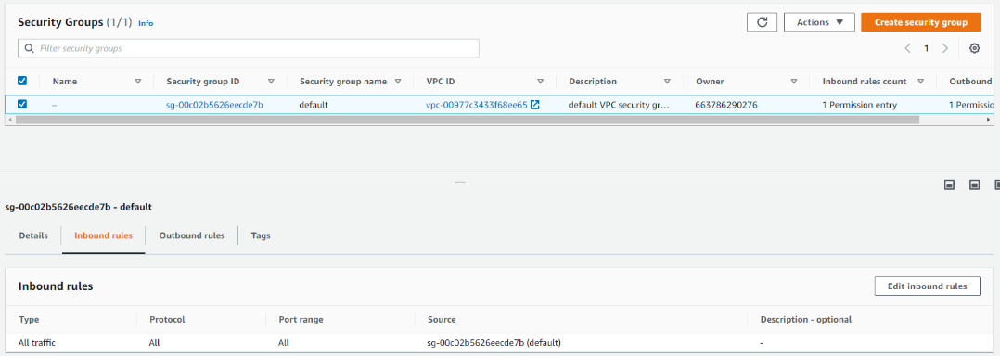 Security Groups (1/1) Info
Actions ▼
Create security group
Filter security groups
1
Name Security group ID Security group name VPC ID Description Owner Inbound rules count Outbound
– sg-00c02b5626eecde7b default vpc-00977c3433f68ee65 default VPC security gr... 663786290276 1 Permission entry 1 Permissio
sg-00c02b5626eecde7b - default
Details Inbound rules Outbound rules Tags
Inbound rules
Edit inbound rules
Type Protocol Port range Source Description - optional
All traffic All All sg-00c02b5626eecde7b (default) -